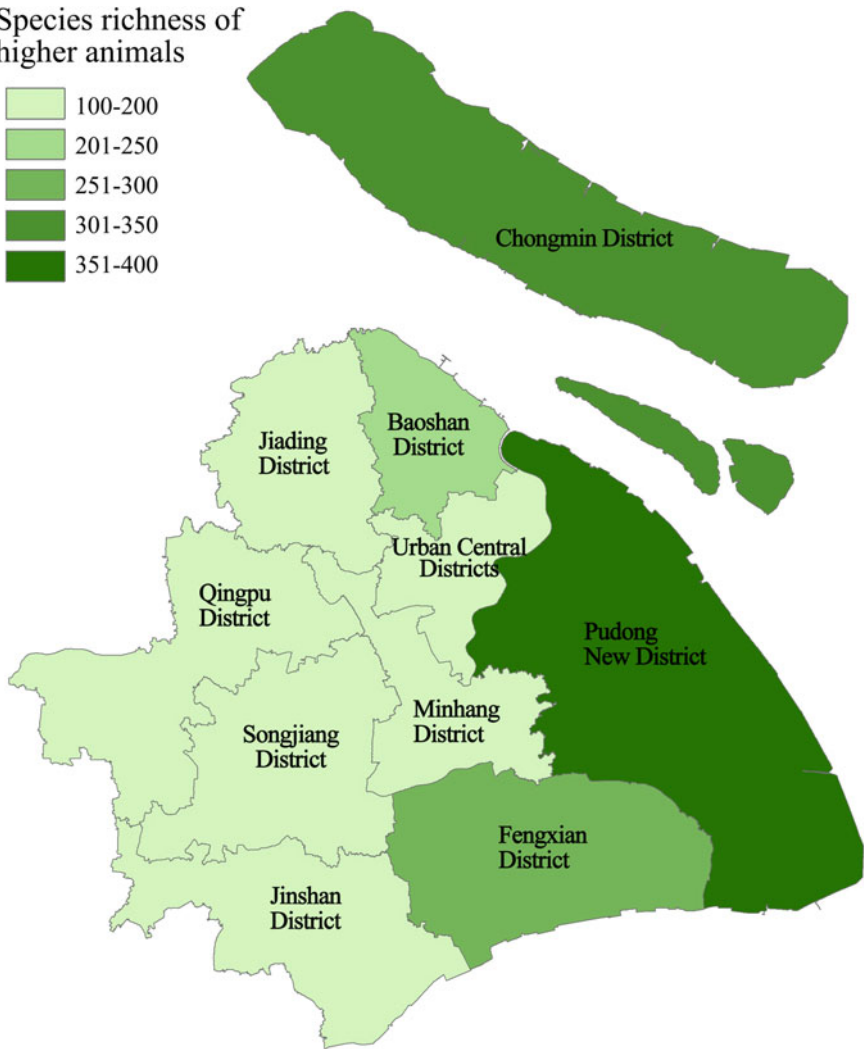 Species richness of
higher animals
100-200
201-250
251-300
301-350
351-400
Chongmin District
Baoshan
District
Jiading
District
Urban Central
Districts
Qingpu
District
Pudong
New District
Minhang
District
Songjiang
District
Fengxian
District
Jinshan
District